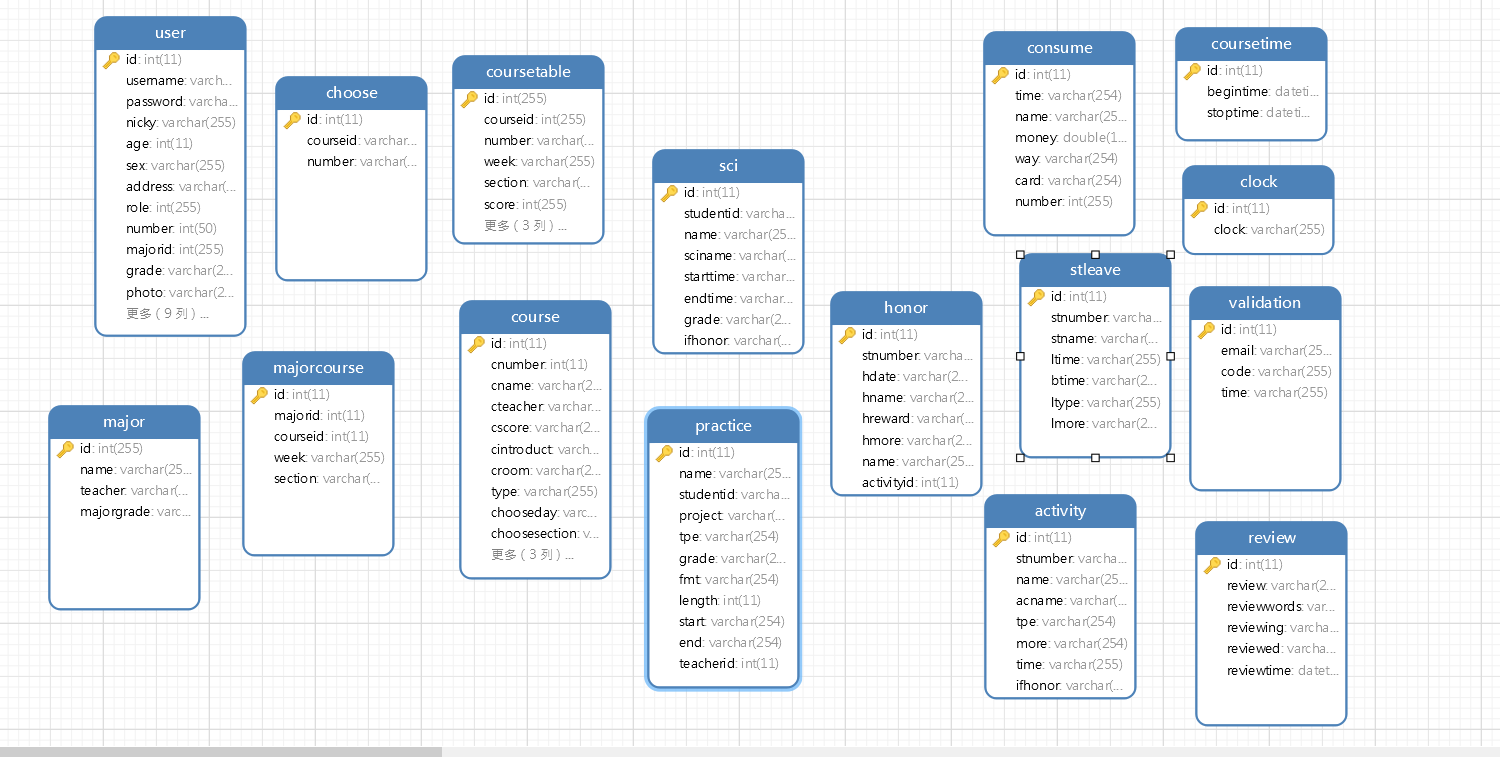 user
id: int(11)
username: varch...
password: varcha...
nicky: varchar(255)
age: int(11)
sex: varchar(255)
address: varchar(...
role: int(255)
number: int(50)
majorid: int(255)
grade: varchar(2...
photo: varchar(2...
更多 ( 9 列 ) ...
choose
id: int(11)
courseid: varchar...
number: varchar(...
coursetable
id: int(255)
courseid: int(255)
number: varchar(...
week: varchar(255)
section: varchar(...
score: int(255)
更多 ( 3 列 ) ...
sci
id: int(11)
studentid: varcha...
name: varchar(25...
sciname: varchar...
starttime: varchar...
endtime: varchar...
grade: varchar(2...
ifhonor: varchar(...
consume
id: int(11)
time: varchar(254)
name: varchar(25...
money: double(1...
way: varchar(254)
card: varchar(254)
number: int(255)
coursetime
id: int(11)
begintime: dateti...
stoptime: dateti...
clock
id: int(11)
clock: varchar(255)
major
id: int(255)
name: varchar(25...
teacher: varchar(...
majorgrade: varc...
majorcourse
id: int(11)
majorid: int(11)
courseid: int(11)
week: varchar(255)
section: varchar(...
course
id: int(11)
cnumber: int(11)
cname: varchar(2...
cteacher: varchar...
cscore: varchar(2...
cintroduct: varch...
croom: varchar(2...
type: varchar(255)
chooseday: varc...
choosesection: v...
更多 ( 3 列 ) ...
practice
id: int(11)
name: varchar(25...
studentid: varcha...
project: varchar(...
tpe: varchar(254)
grade: varchar(2...
fmt: varchar(254)
length: int(11)
start: varchar(254)
end: varchar(254)
teacherid: int(11)
honor
id: int(11)
stnumber: varcha...
hdate: varchar(2...
hname: varchar(2...
hreward: varchar(...
hmore: varchar(2...
name: varchar(25...
activityid: int(11)
stleave
id: int(11)
stnumber: varcha...
stname: varchar(...
ltime: varchar(255)
btime: varchar(2...
ltype: varchar(255)
lmore: varchar(2...
validation
id: int(11)
email: varchar(25...
code: varchar(255)
time: varchar(255)
activity
id: int(11)
stnumber: varcha...
name: varchar(25...
acname: varchar(...
tpe: varchar(254)
more: varchar(254)
time: varchar(255)
ifhonor: varchar(...
review
id: int(11)
review: varchar(2...
reviewwords: var...
reviewing: varcha...
reviewed: varcha...
reviewtime: datet...